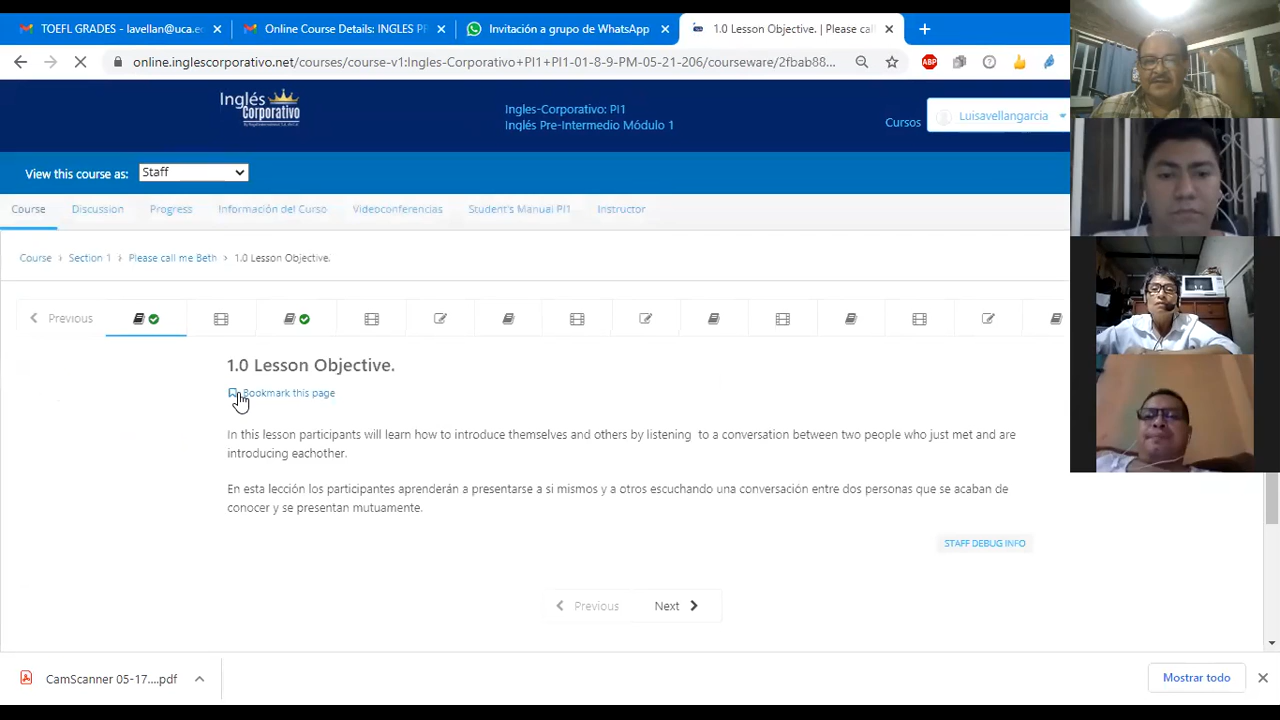 TOEFL GRADES - lavellan@uca.ec
Online Course Details: INGLES PR
Invitación a grupo de WhatsApp
1.0 Lesson Objective. | Please call
online.inglescorporativo.net/courses/course-v1:Ingles-Corporativo+PI1+PI1-01-8-9-PM-05-21-206/courseware/2fbab88...
ABP
Inglés
Corporativo
Ingles-Corporativo: PI1
Inglés Pre-Intermedio Módulo 1
Cursos
Luisavellangarcia
View this course as:
Staff
Course
Discussion
Progress
Información del Curso
Videoconferencias
Student's Manual PI1
Instructor
Course > Section 1 > Please call me Beth > 1.0 Lesson Objective.
Previous
1.0 Lesson Objective.
Bookmark this page
In this lesson participants will learn how to introduce themselves and others by listening to a conversation between two people who just met and are
introducing eachother.
En esta lección los participantes aprenderán a presentarse a si mismos y a otros escuchando una conversación entre dos personas que se acaban de
conocer y se presentan mutuamente.
STAFF DEBUG INFO
Previous
Next
CamScanner 05-17....pdf
Mostrar todo